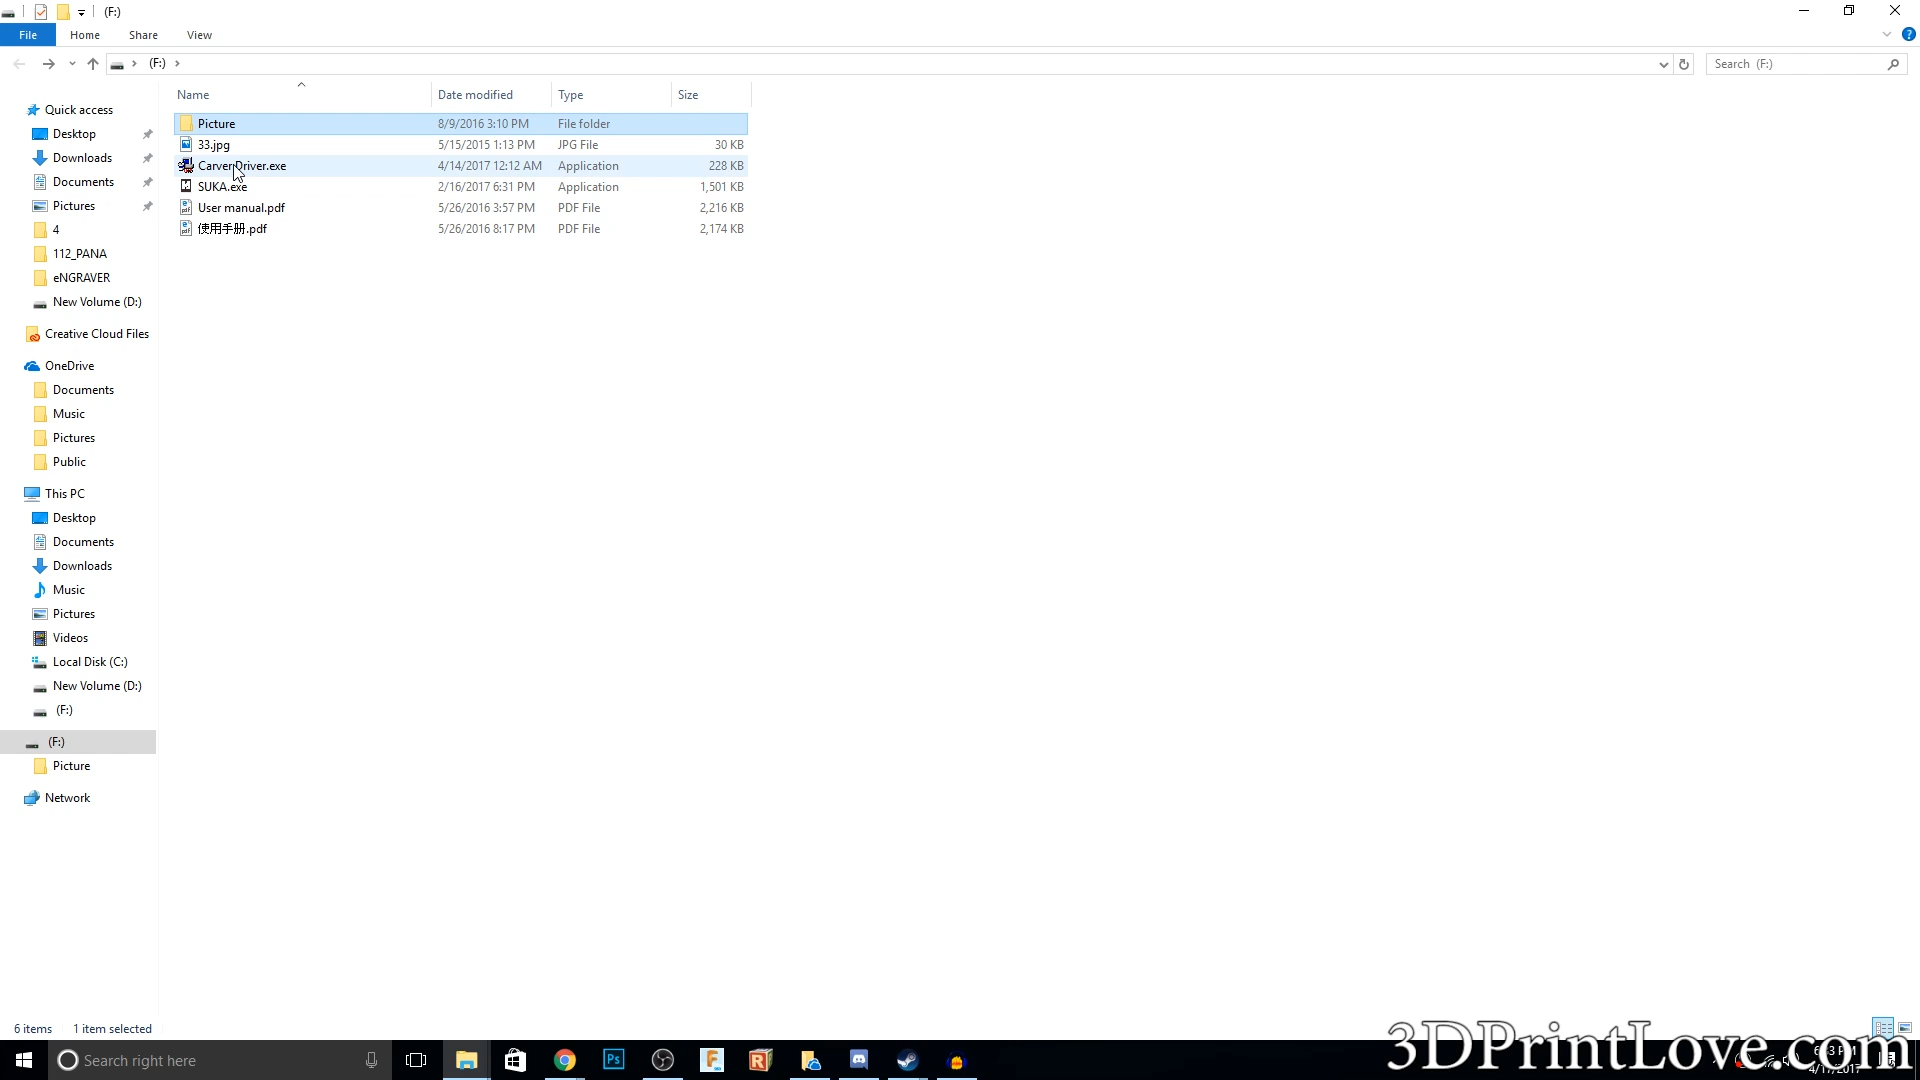 (F:)
File Home Share View
(F:)
Search (F:)
Name Date modified Type Size
Picture 8/9/2016 3:10 PM File folder
33.jpg 5/15/2015 1:13 PM JPG File 30 KB
CarverDriver.exe 4/14/2017 12:12 AM Application 228 KB
SUKA.exe 2/16/2017 6:31 PM Application 1,501 KB
User manual.pdf 5/26/2016 3:57 PM PDF File 2,216 KB
使用手册.pdf 5/26/2016 8:17 PM PDF File 2,174 KB
Quick access
Desktop
Downloads
Documents
Pictures
4
112_PANA
eNGRAVER
New Volume (D:)
Creative Cloud Files
OneDrive
Documents
Music
Pictures
Public
This PC
Desktop
Documents
Downloads
Music
Pictures
Videos
Local Disk (C:)
New Volume (D:)
(F:)
(F:)
Picture
Network
6 items 1 item selected
Search right here
3DPrintLove.com
4/17/2017